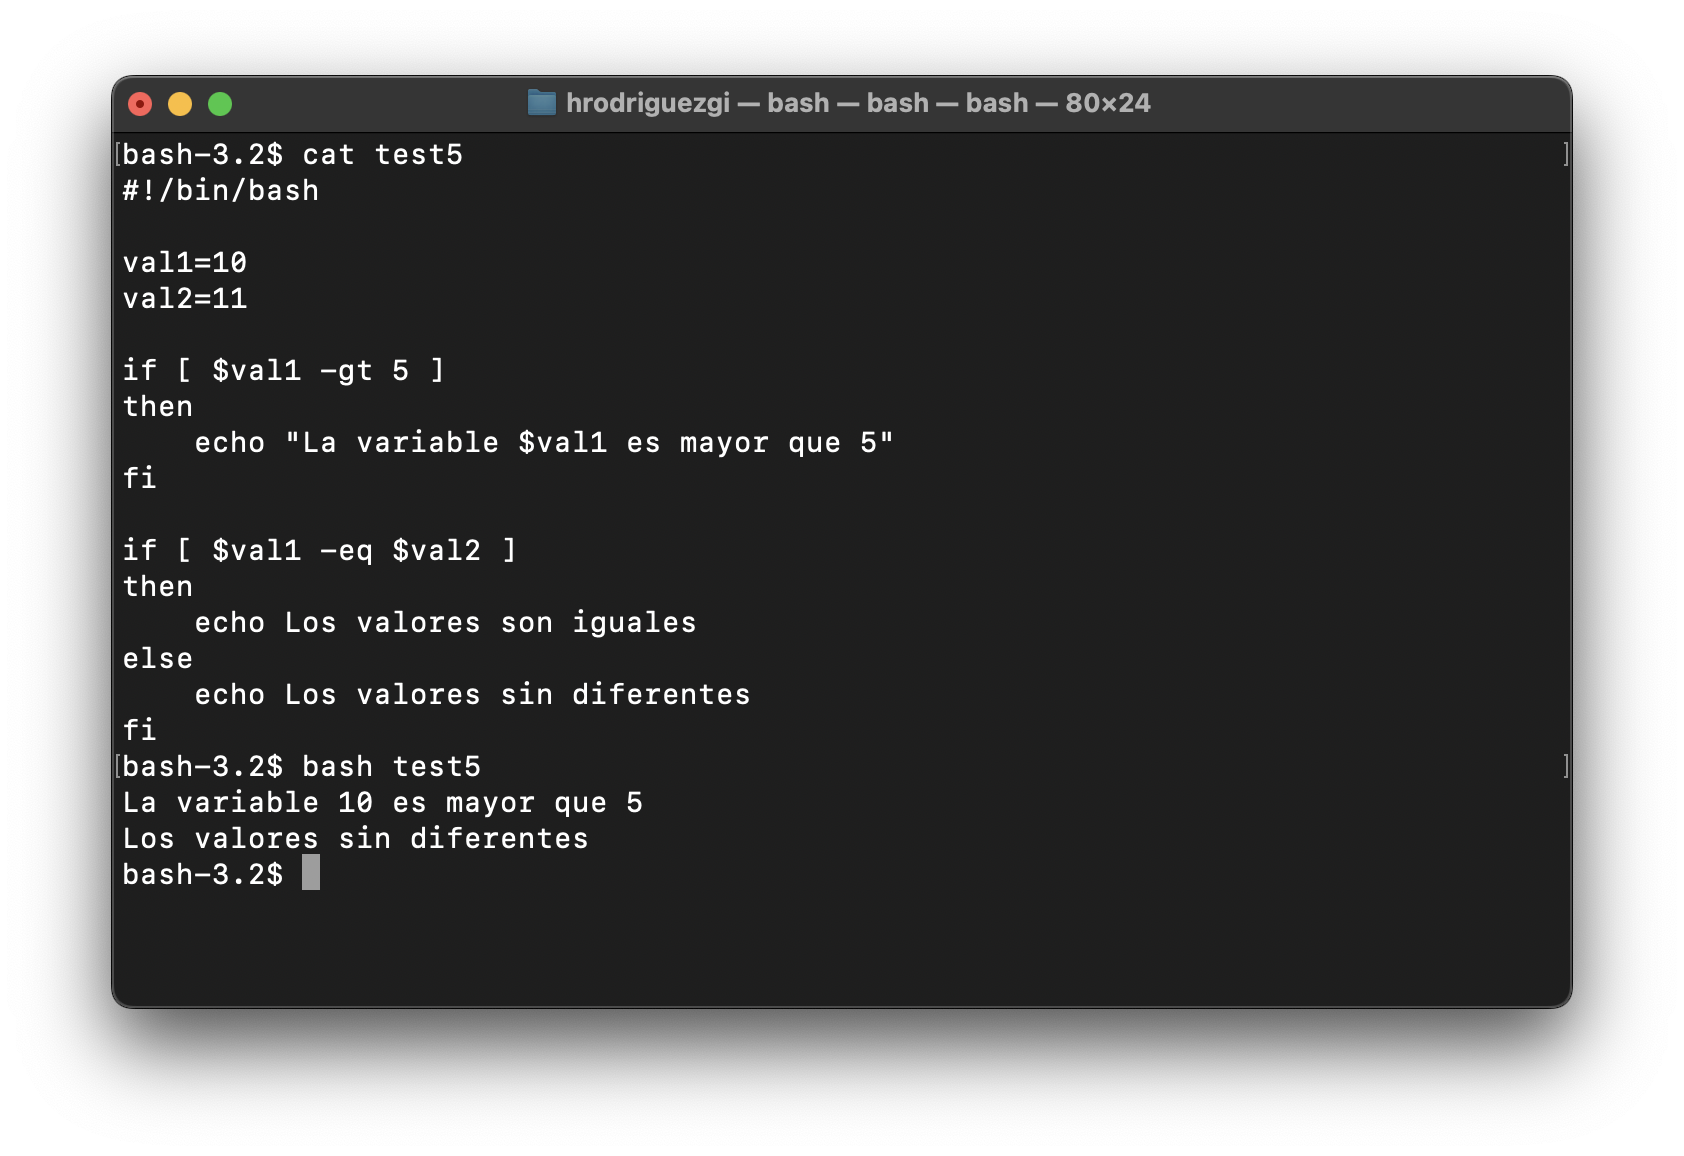 hrodriguezgi — bash — bash — bash — 80×24
[bash-3.2$ cat test5 ]
#!/bin/bash

val1=10
val2=11

if [ $val1 -gt 5 ]
then
    echo "La variable $val1 es mayor que 5"
fi

if [ $val1 -eq $val2 ]
then
    echo Los valores son iguales
else
    echo Los valores sin diferentes
fi
[bash-3.2$ bash test5 ]
La variable 10 es mayor que 5
Los valores sin diferentes
bash-3.2$